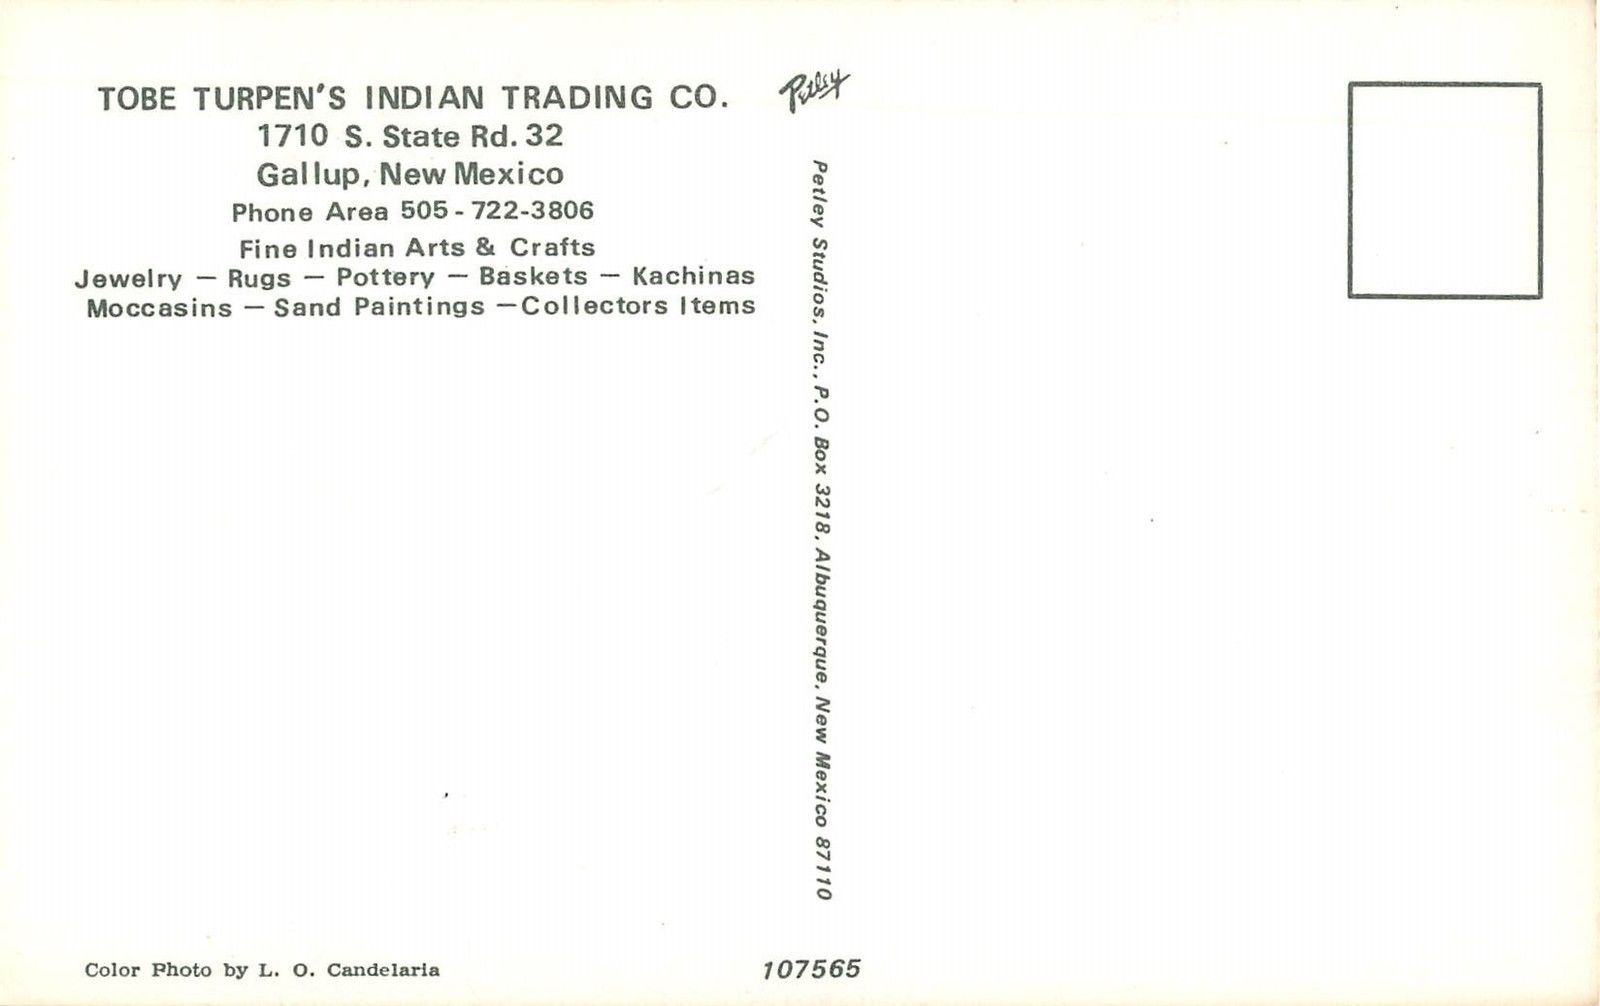 TOBE TURPEN'S INDIAN TRADING CO.
1710 S. State Rd. 32
Gallup, New Mexico
Phone Area 505-722-3806
Fine Indian Arts & Crafts
Jewelry — Rugs — Pottery — Baskets — Kachinas
Moccasins — Sand Paintings —Collectors Items
Petley
Petley Studios, Inc., P.O. Box 3218, Albuquerque, New Mexico 87110
Color Photo by L. O. Candelaria
107565